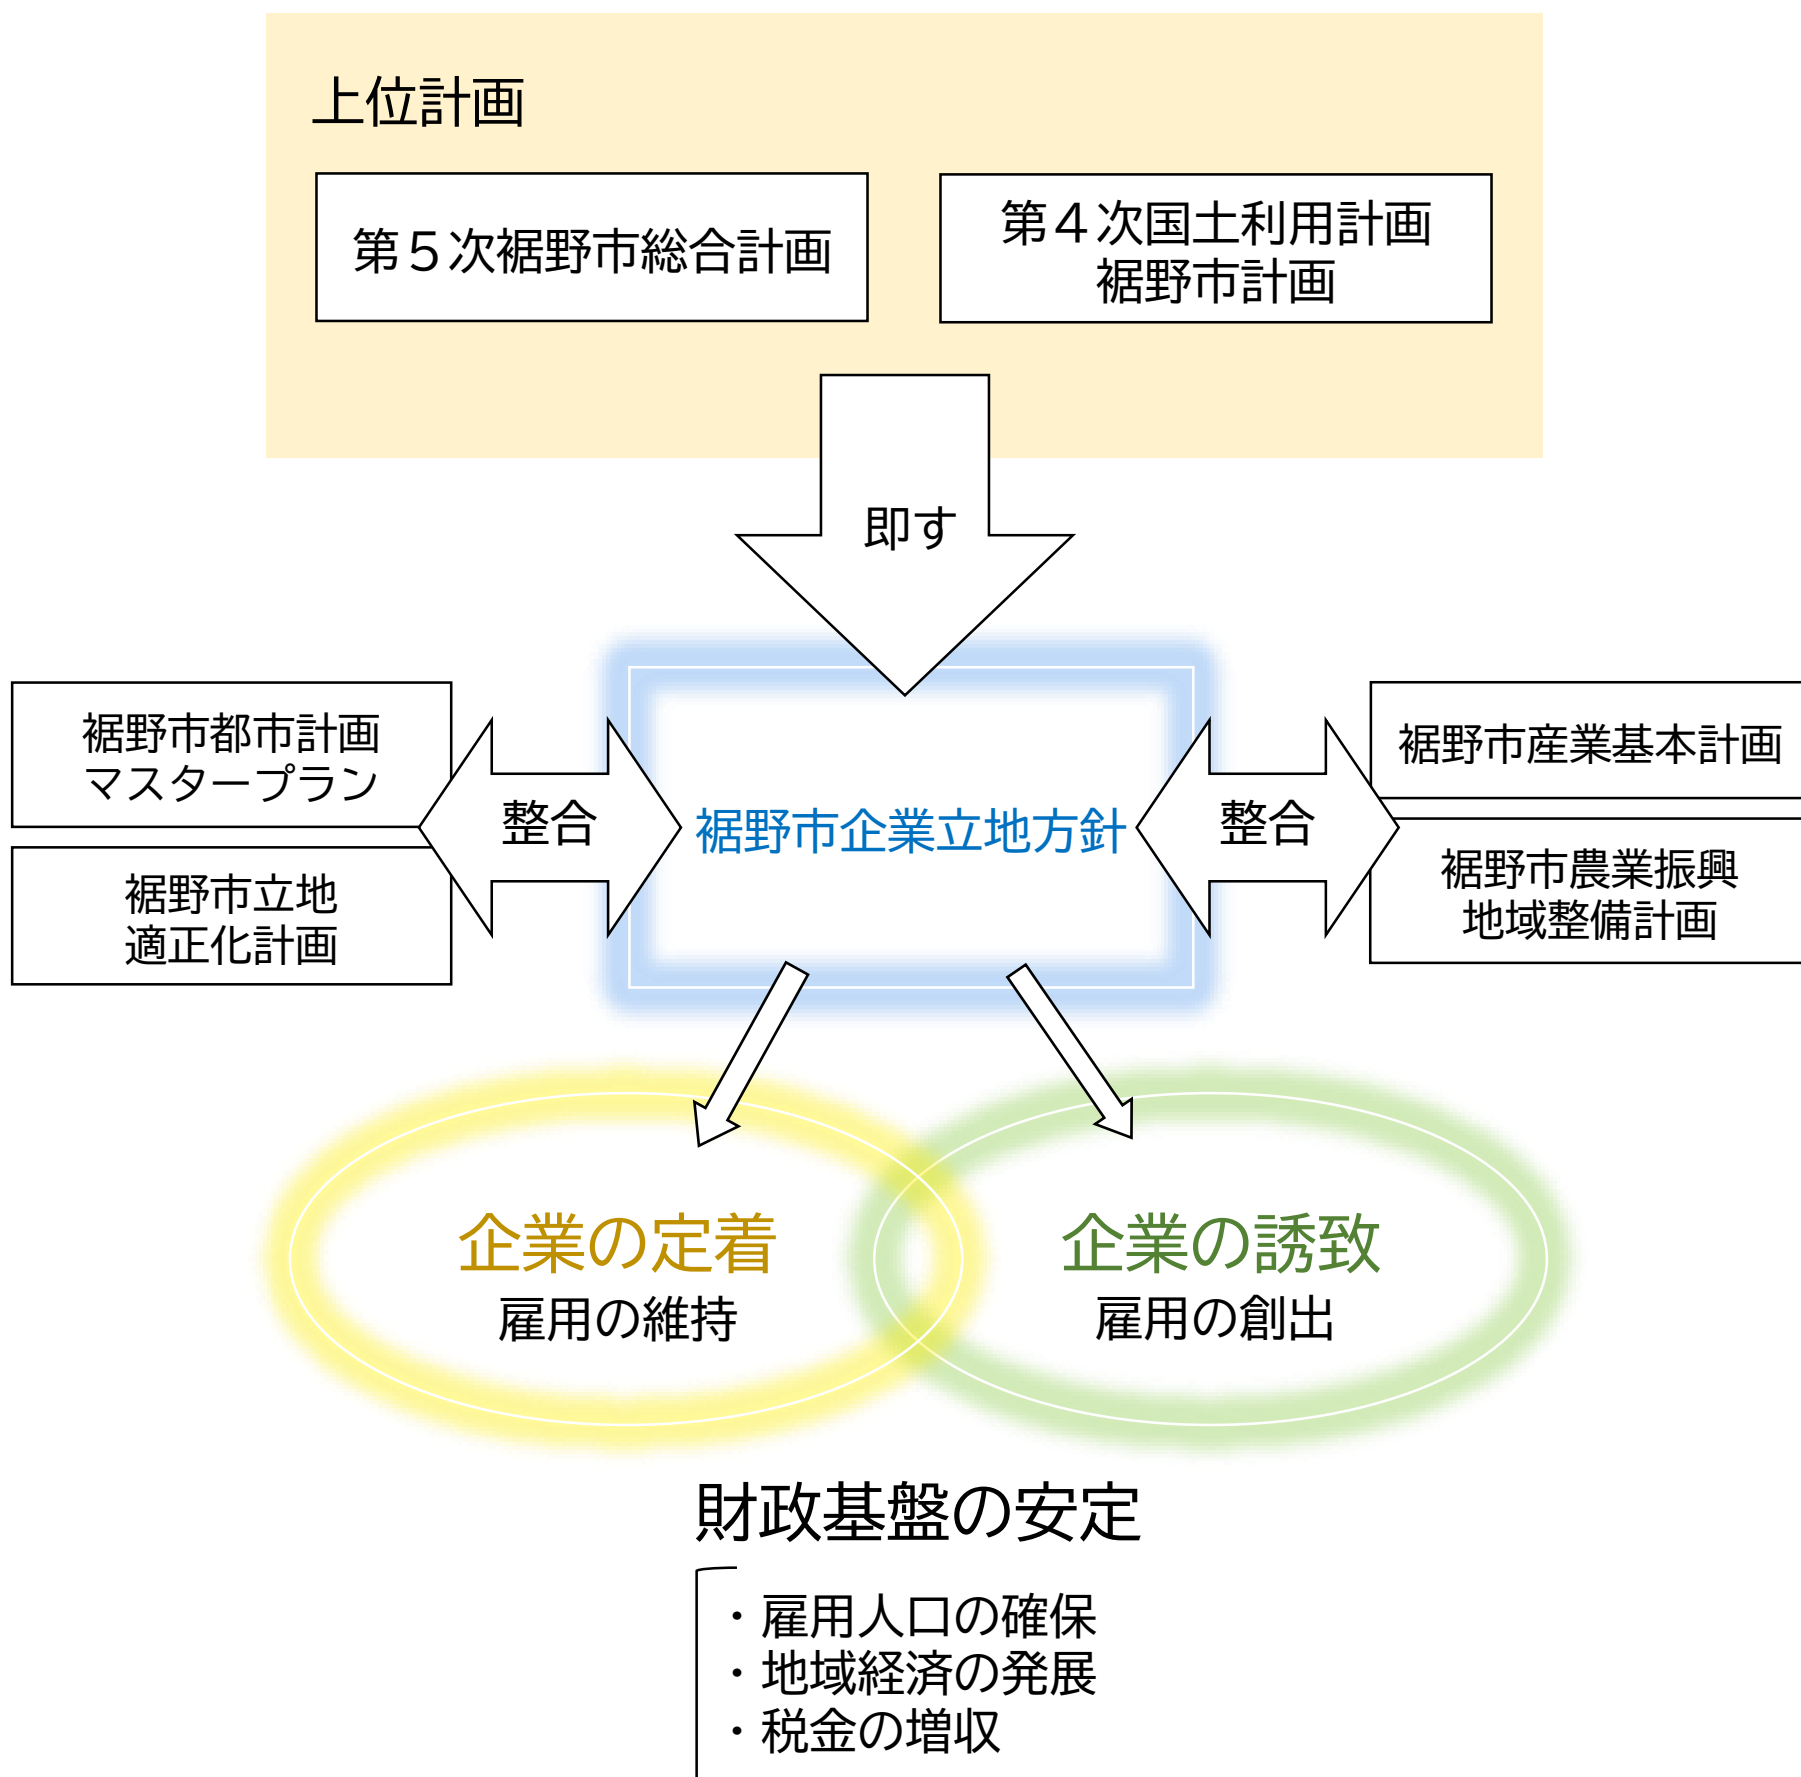 上位計画
第５次裾野市総合計画
第４次国土利用計画
裾野市計画
即す
裾野市都市計画
マスタープラン
裾野市立地
適正化計画
整合
裾野市企業立地方針
整合
裾野市産業基本計画
裾野市農業振興
地域整備計画
企業の定着
雇用の維持
企業の誘致
雇用の創出
財政基盤の安定
・雇用人口の確保
・地域経済の発展
・税金の増収